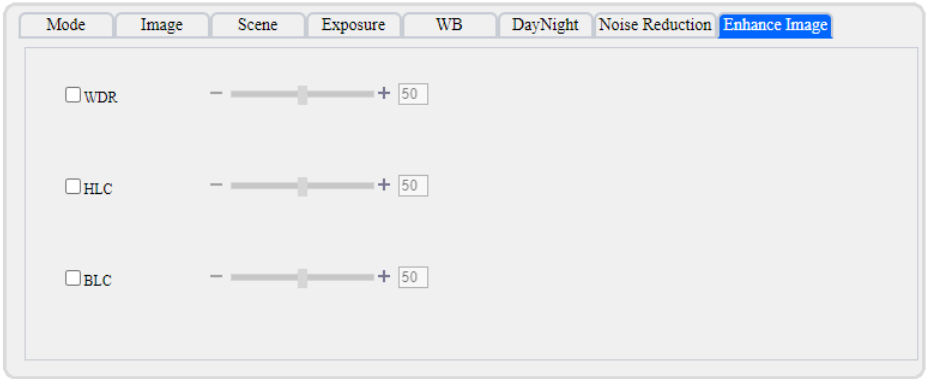 Mode Image Scene Exposure WB DayNight Noise Reduction Enhance Image
WDR 50
HLC 50
BLC 50